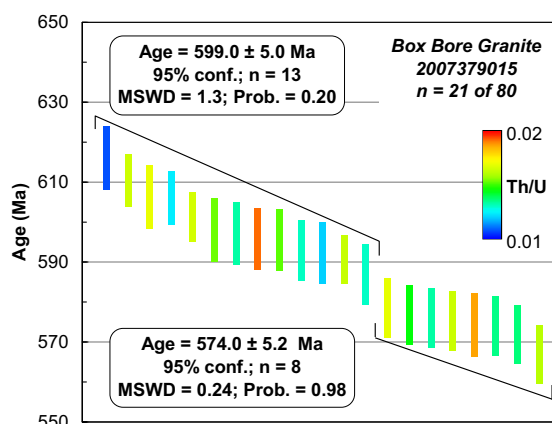 650
630
610
590
570
550
Age (Ma)
Age = 599.0 ± 5.0 Ma
95% conf.; n = 13
MSWD = 1.3; Prob. = 0.20
Box Bore Granite
2007379015
n = 21 of 80
0.02
Th/U
0.01
Age = 574.0 ± 5.2 Ma
95% conf.; n = 8
MSWD = 0.24; Prob. = 0.98